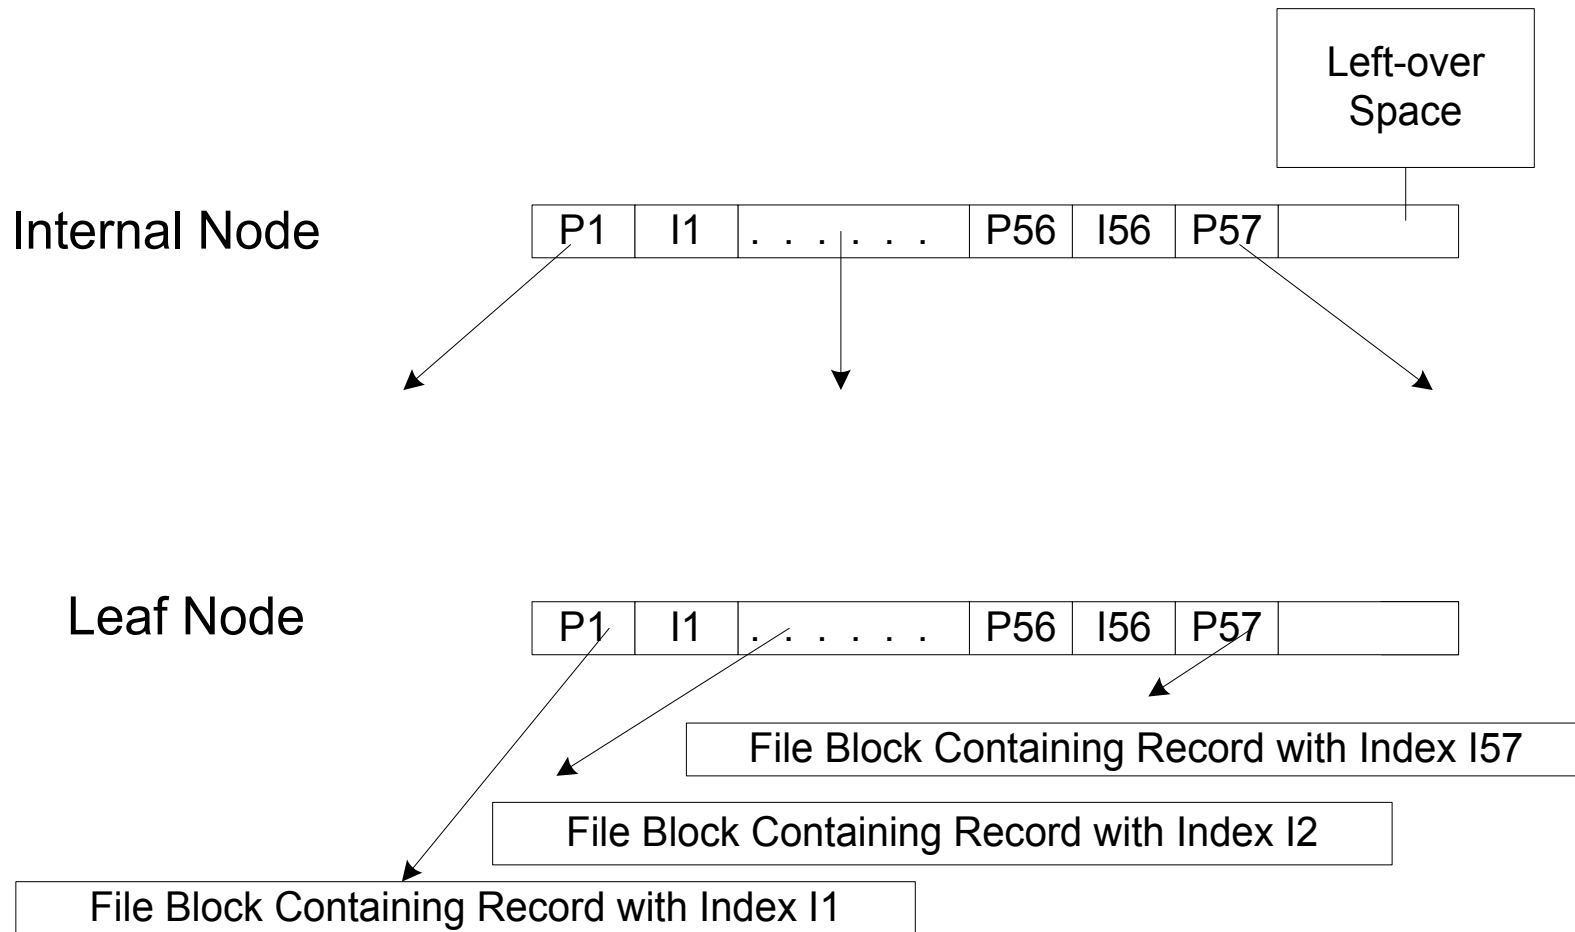 Left-over
Space
Internal Node
P1 I1 . . . . . . P56 I56 P57
Leaf Node
P1 I1 . . . . . . P56 I56 P57
File Block Containing Record with Index I57
File Block Containing Record with Index I2
File Block Containing Record with Index I1